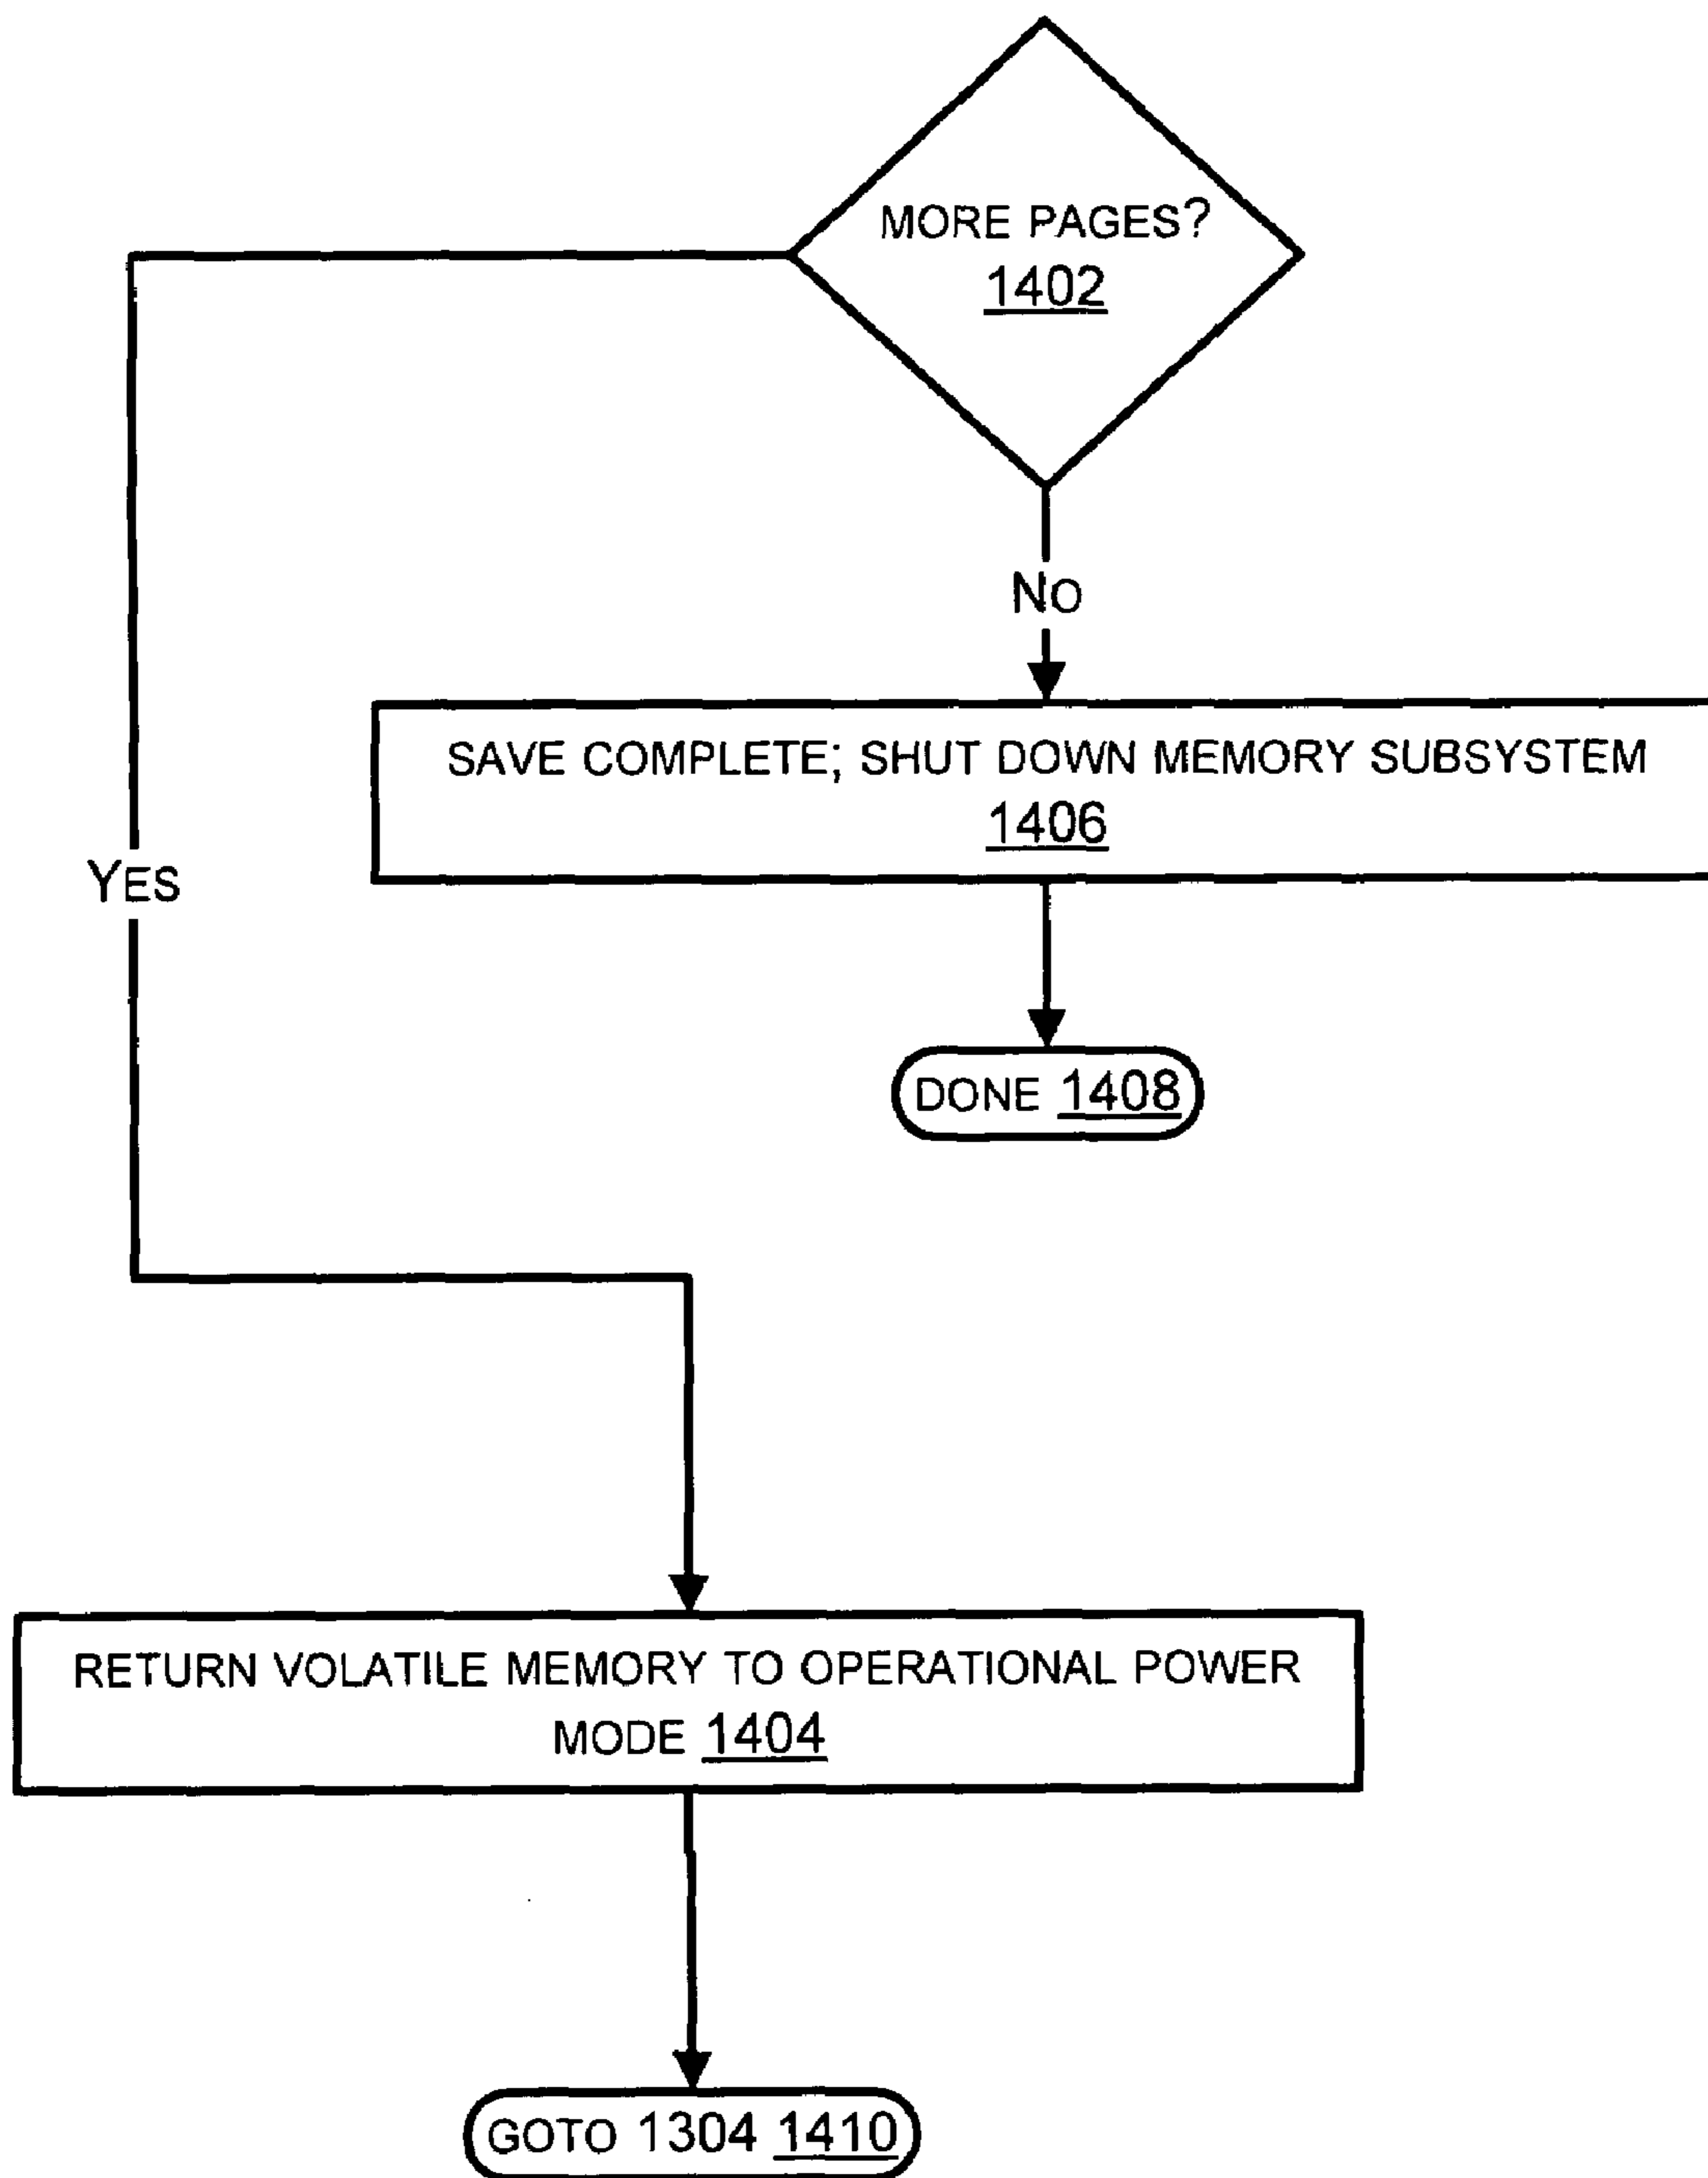 MORE PAGES?
1402
NO
SAVE COMPLETE; SHUT DOWN MEMORY SUBSYSTEM
1406
YES
DONE 1408
RETURN VOLATILE MEMORY TO OPERATIONAL POWER
MODE 1404
GOTO 1304 1410